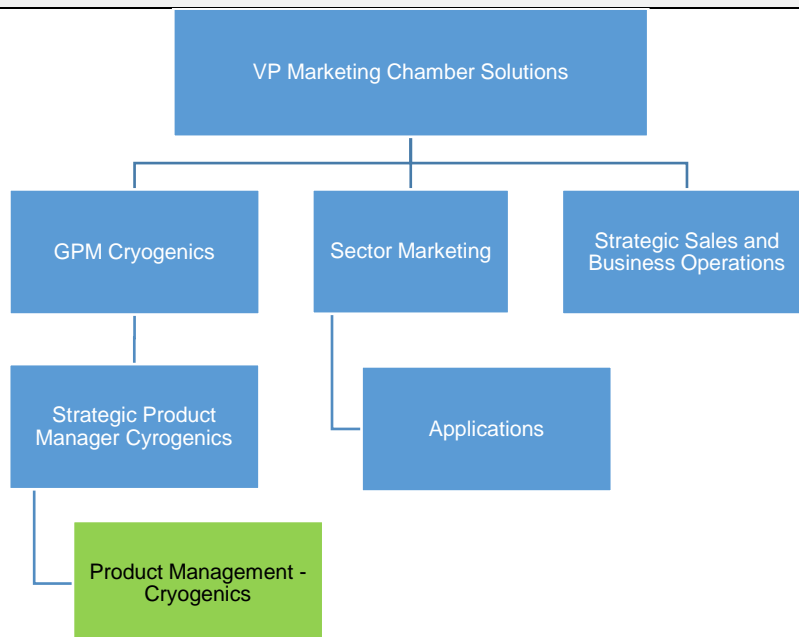 VP Marketing Chamber Solutions
GPM Cryogenics
Sector Marketing
Strategic Sales and
Business Operations
Strategic Product
Manager Cyrogenics
Applications
Product Management -
Cryogenics